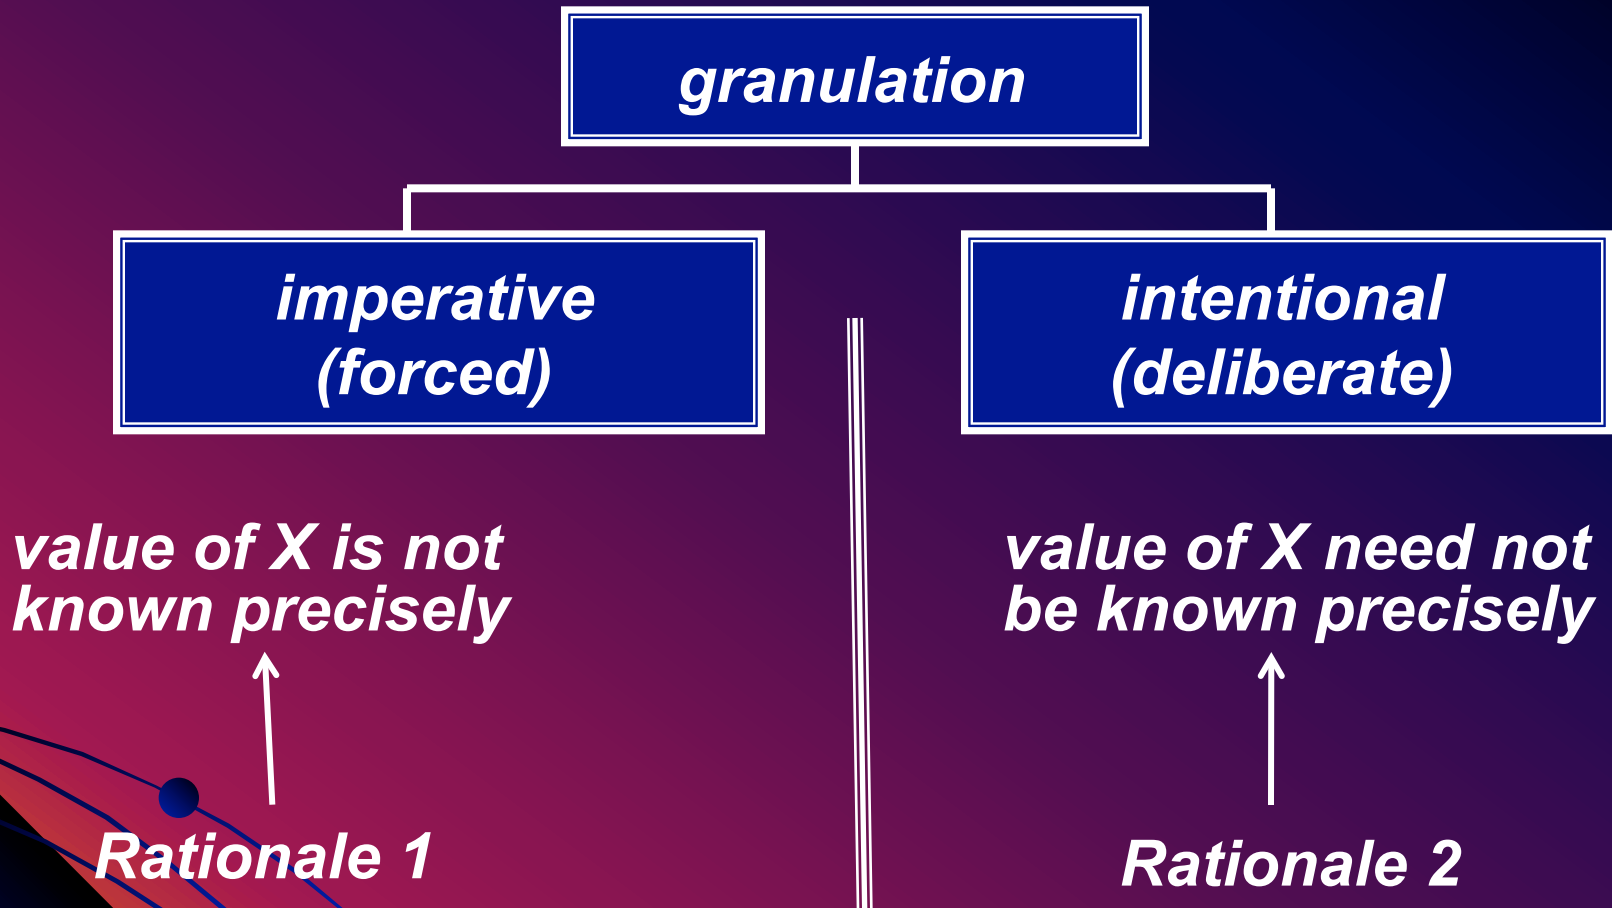 granulation
imperative
(forced)
intentional
(deliberate)
value of X is not
known precisely
value of X need not
be known precisely
Rationale 1
Rationale 2